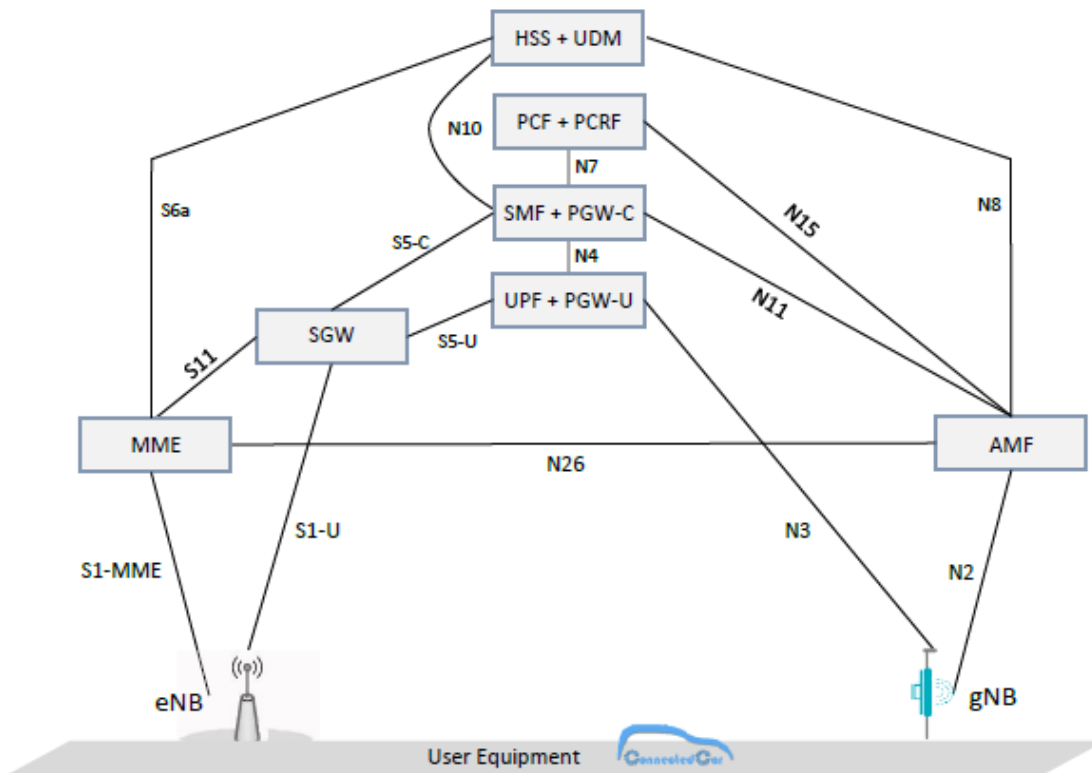 HSS + UDM
PCF + PCRF
N10
N7
S6a
SMF + PGW-C
N15
N8
S5-C
N4
UPF + PGW-U
N11
SGW
S5-U
S11
MME
AMF
N26
S1-U
N3
S1-MME
N2
eNB
gNB
User Equipment
ConnectedCar